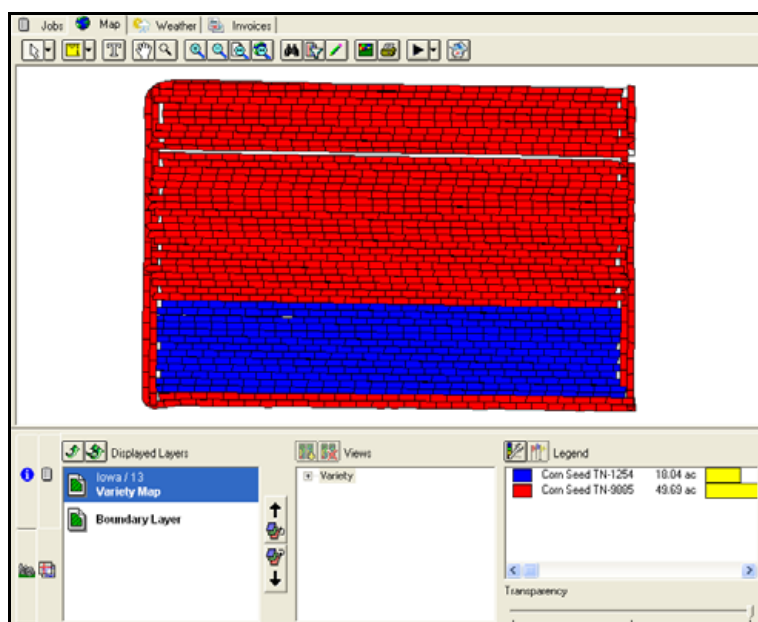 Jobs Map Weather Invoices
Displayed Layers Views Legend
Iowa / 13
Variety Map
Boundary Layer
Variety
Corn Seed TN-1254 18.04 ac
Corn Seed TN-9885 49.69 ac
Transparency